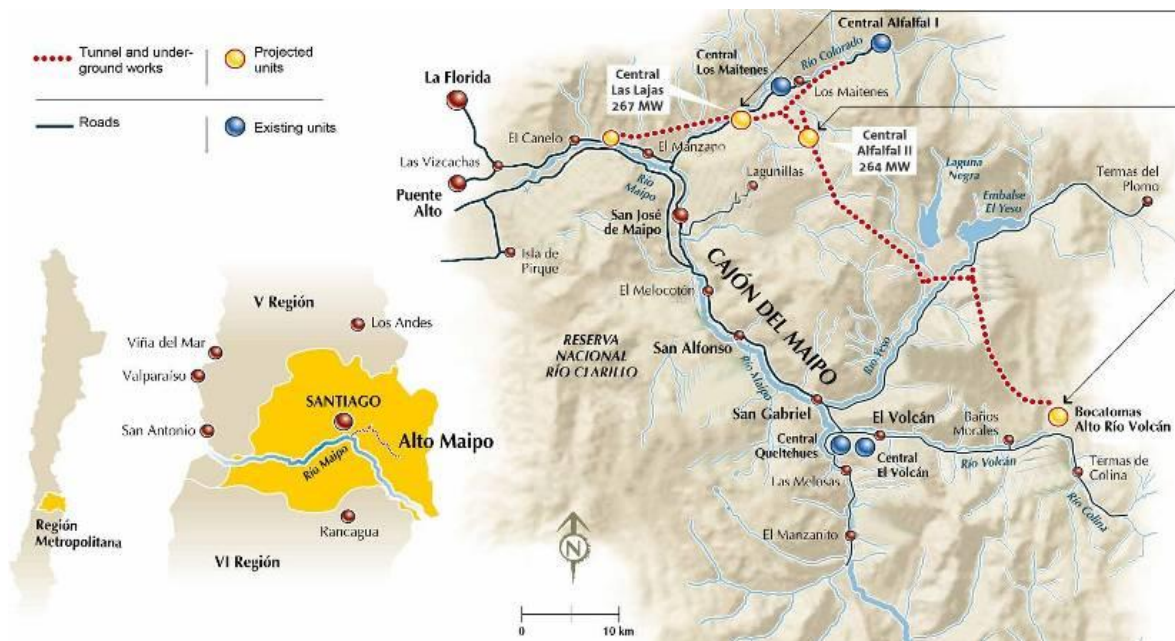 Tunnel and under-
ground works
Projected
units
Roads
Existing units
Central Alfalfal I
Central
Los Maitenes
Río Colorado
Los Maitenes
Central
Las Lajas
267 MW
La Florida
El Canelo
El Manzano
Central
Alfalfal II
264 MW
Las Vizcachas
Río
Maipo
Lagunillas
Laguna
Negra
Embalse
El Yeso
Termas del
Plomo
Puente
Alto
San José
de Maipo
Isla de
Pirque
El Melocotón
CAJÓN DEL MAIPO
RESERVA
NACIONAL
RÍO CLARILLO
San Alfonso
Río Maipo
Río Yeso
San Gabriel
El Volcán
Baños
Morales
Bocatomas
Alto Río Volcán
Central
Queltehues
Central
El Volcán
Río Volcán
Termas de
Colina
Río Colina
Las Melosas
El Manzanito
V Región
Los Andes
Viña del Mar
Valparaíso
SANTIAGO
San Antonio
Alto Maipo
Río Maipo
Rancagua
VI Región
Región
Metropolitana
N
0 10 km